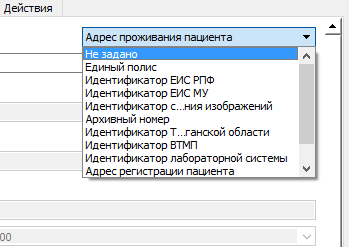 Действия
Адрес проживания пациента
Не задано
Единый полис
Идентификатор ЕИС РПФ
Идентификатор ЕИС МУ
Идентификатор с...ния изображений
Архивный номер
Идентификатор Т...ганской области
Идентификатор ВТМП
Идентификатор лабораторной системы
Адрес регистрации пациента
00